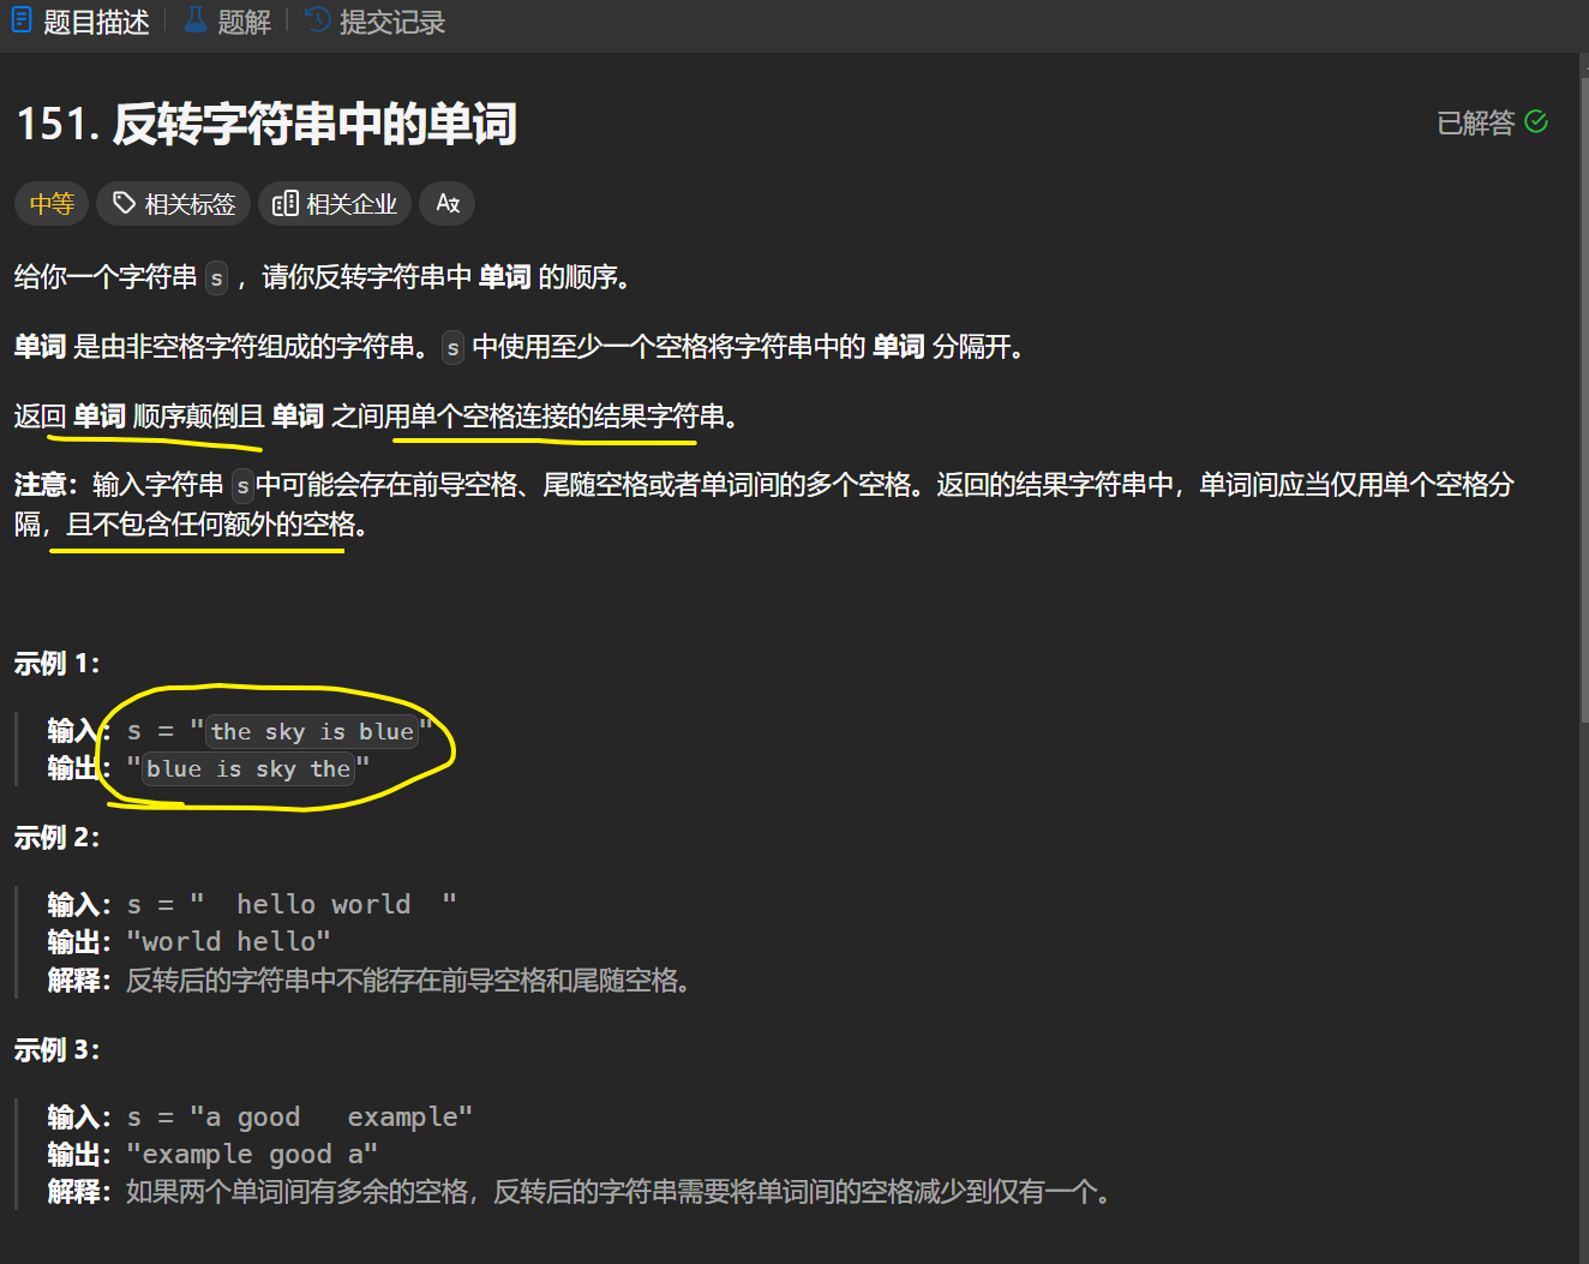 题目描述 | 题解 | 提交记录
151. 反转字符串中的单词
已解答
中等 相关标签 相关企业
给你一个字符串 s ，请你反转字符串中 单词 的顺序。
单词 是由非空格字符组成的字符串。s 中使用至少一个空格将字符串中的 单词 分隔开。
返回 单词 顺序颠倒且 单词 之间用单个空格连接的结果字符串。
注意：输入字符串 s中可能会存在前导空格、尾随空格或者单词间的多个空格。返回的结果字符串中，单词间应当仅用单个空格分
隔，且不包含任何额外的空格。
示例 1：
输入：s = "the sky is blue"
输出："blue is sky the"
示例 2：
输入：s = "  hello world  "
输出："world hello"
解释：反转后的字符串中不能存在前导空格和尾随空格。
示例 3：
输入：s = "a good   example"
输出："example good a"
解释：如果两个单词间有多余的空格，反转后的字符串需要将单词间的空格减少到仅有一个。